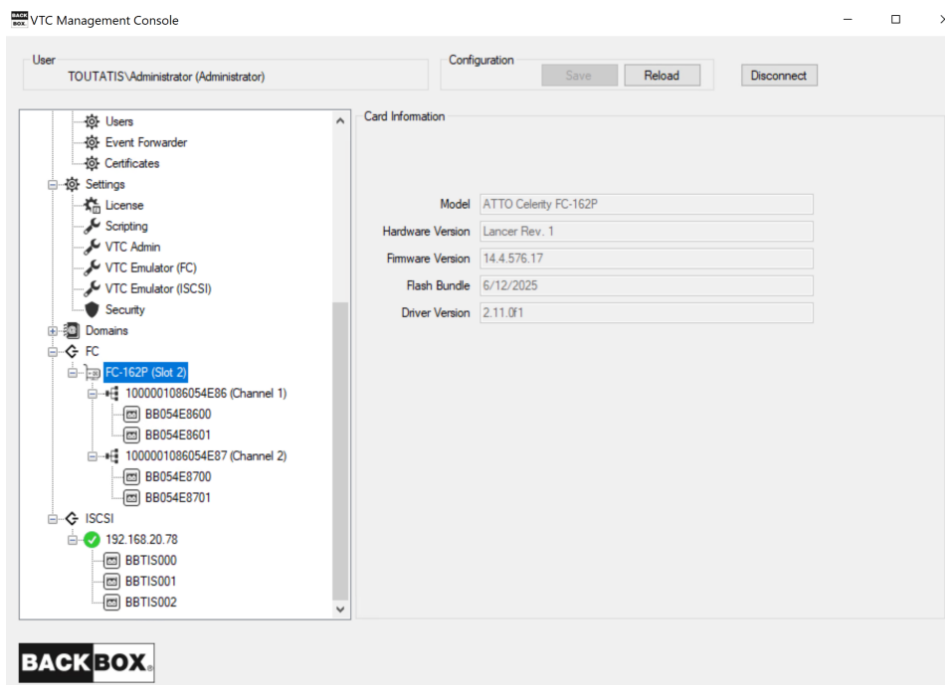 BACK BOX VTC Management Console
User
TOUTATIS\Administrator (Administrator)
Configuration
Save
Reload
Disconnect
Users
Event Forwarder
Certificates
Settings
License
Scripting
VTC Admin
VTC Emulator (FC)
VTC Emulator (ISCSI)
Security
Domains
FC
FC-162P (Slot 2)
1000001086054E86 (Channel 1)
BB054E8600
BB054E8601
1000001086054E87 (Channel 2)
BB054E8700
BB054E8701
ISCSI
192.168.20.78
BBTIS000
BBTIS001
BBTIS002
Card Information
Model ATTO Celerity FC-162P
Hardware Version Lancer Rev. 1
Firmware Version 14.4.576.17
Flash Bundle 6/12/2025
Driver Version 2.11.0f1
BACKBOX®